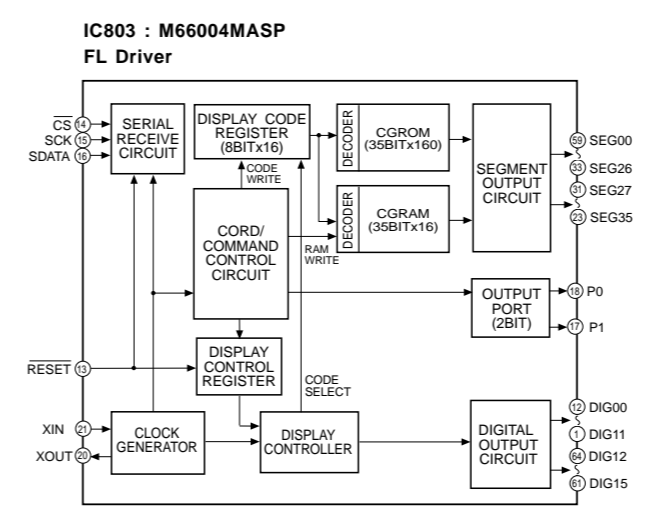 IC803 : M66004MASP
FL Driver
CS 14
SCK 15
SDATA 16
SERIAL
RECEIVE
CIRCUIT
DISPLAY CODE
REGISTER
(8BITx16)
DECODER
CGROM
(35BITx160)
SEGMENT
OUTPUT
CIRCUIT
59 SEG00
33 SEG26
31 SEG27
23 SEG35
CODE
WRITE
CORD/
COMMAND
CONTROL
CIRCUIT
DECODER
CGRAM
(35BITx16)
RAM
WRITE
OUTPUT
PORT
(2BIT)
18 P0
17 P1
RESET 13
DISPLAY
CONTROL
REGISTER
CODE
SELECT
XIN 21
XOUT 20
CLOCK
GENERATOR
DISPLAY
CONTROLLER
DIGITAL
OUTPUT
CIRCUIT
12 DIG00
1 DIG11
64 DIG12
61 DIG15